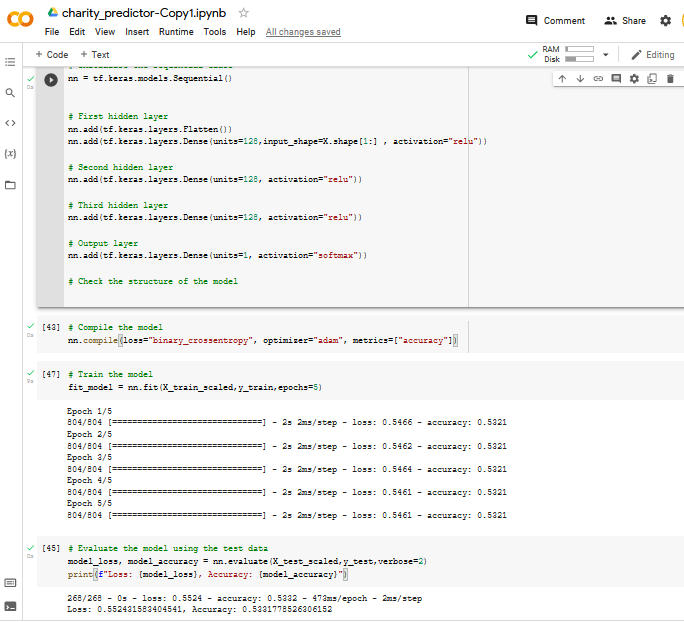 charity_predictor-Copy1.ipynb
File Edit View Insert Runtime Tools Help All changes saved
Comment Share
+ Code + Text
RAM
Disk
Editing
nn = tf.keras.models.Sequential()
# First hidden layer
nn.add(tf.keras.layers.Flatten())
nn.add(tf.keras.layers.Dense(units=128,input_shape=X.shape[1:] , activation="relu"))
# Second hidden layer
nn.add(tf.keras.layers.Dense(units=128, activation="relu"))
# Third hidden layer
nn.add(tf.keras.layers.Dense(units=128, activation="relu"))
# Output layer
nn.add(tf.keras.layers.Dense(units=1, activation="softmax"))
# Check the structure of the model
[43] # Compile the model
nn.compile(loss="binary_crossentropy", optimizer="adam", metrics=["accuracy"])
[47] # Train the model
fit_model = nn.fit(X_train_scaled,y_train,epochs=5)
Epoch 1/5
804/804 [==============================] - 2s 2ms/step - loss: 0.5466 - accuracy: 0.5321
Epoch 2/5
804/804 [==============================] - 2s 2ms/step - loss: 0.5462 - accuracy: 0.5321
Epoch 3/5
804/804 [==============================] - 2s 2ms/step - loss: 0.5464 - accuracy: 0.5321
Epoch 4/5
804/804 [==============================] - 2s 2ms/step - loss: 0.5461 - accuracy: 0.5321
Epoch 5/5
804/804 [==============================] - 2s 2ms/step - loss: 0.5461 - accuracy: 0.5321
[45] # Evaluate the model using the test data
model_loss, model_accuracy = nn.evaluate(X_test_scaled,y_test,verbose=2)
print(f"Loss: {model_loss}, Accuracy: {model_accuracy}")
268/268 - 0s - loss: 0.5524 - accuracy: 0.5332 - 473ms/epoch - 2ms/step
Loss: 0.552431583404541, Accuracy: 0.5331778526306152